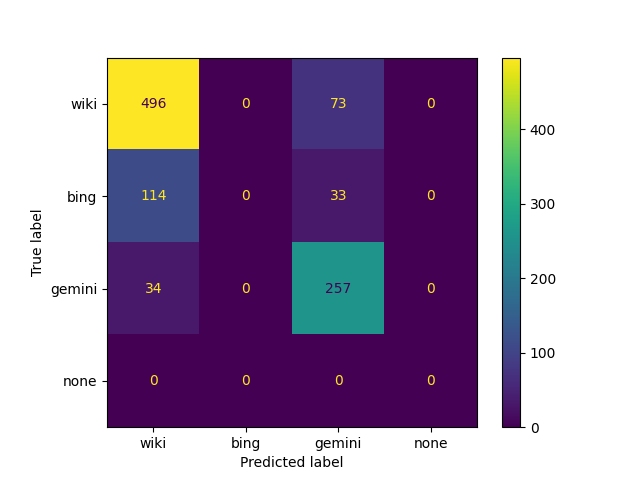 wiki 496 0 73 0
bing 114 0 33 0
gemini 34 0 257 0
none 0 0 0 0
wiki bing gemini none
Predicted label
True label
400
300
200
100
0